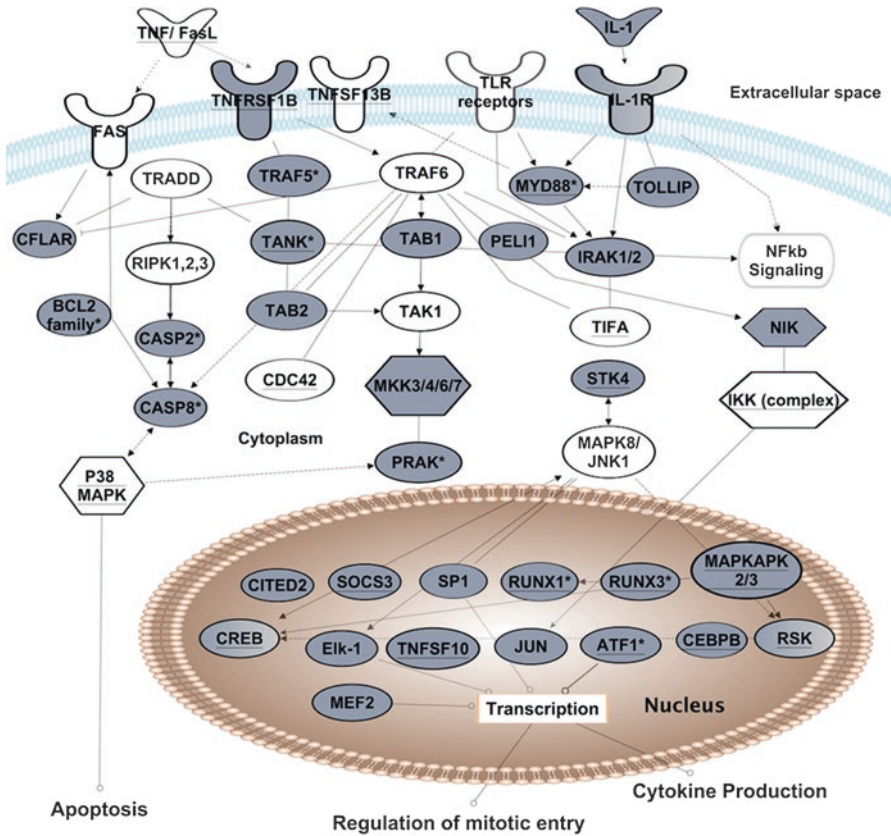 TNF/ FasL
IL-1
TNFRSF1B
TNFSF13B
TLR
receptors
IL-1R
Extracellular space
FAS
TRADD
TRAF5*
TRAF6
MYD88*
TOLLIP
CFLAR
TANK*
TAB1
PELI1
IRAK1/2
NFkb
Signaling
RIPK1,2,3
BCL2
family*
TAB2
TAK1
TIFA
NIK
CASP2*
CDC42
MKK3/4/6/7
STK4
IKK (complex)
CASP8*
Cytoplasm
PRAK*
MAPK8/
JNK1
P38
MAPK
CITED2
SOCS3
SP1
RUNX1*
RUNX3*
MAPKAPK
2/3
CREB
Elk-1
TNFSF10
JUN
ATF1*
CEBPB
RSK
MEF2
Transcription
Nucleus
Apoptosis
Regulation of mitotic entry
Cytokine Production